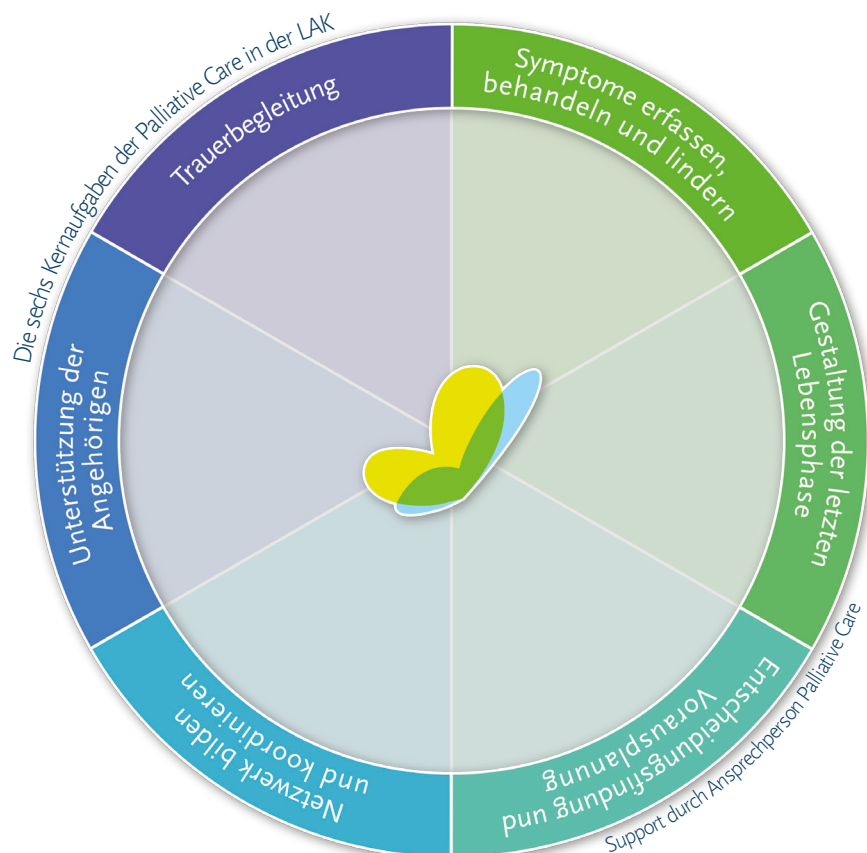 Die sechs Kernaufgaben der Palliative Care in der LAK
Symptome erfassen,
behandeln und lindern
Gestaltung der letzten
Lebensphase
Entscheidungsfindung und
Vorausplanung
Netzwerk bilden
und koordinieren
Unterstützung der
Angehörigen
Trauerbegleitung
Support durch Ansprechperson Palliative Care